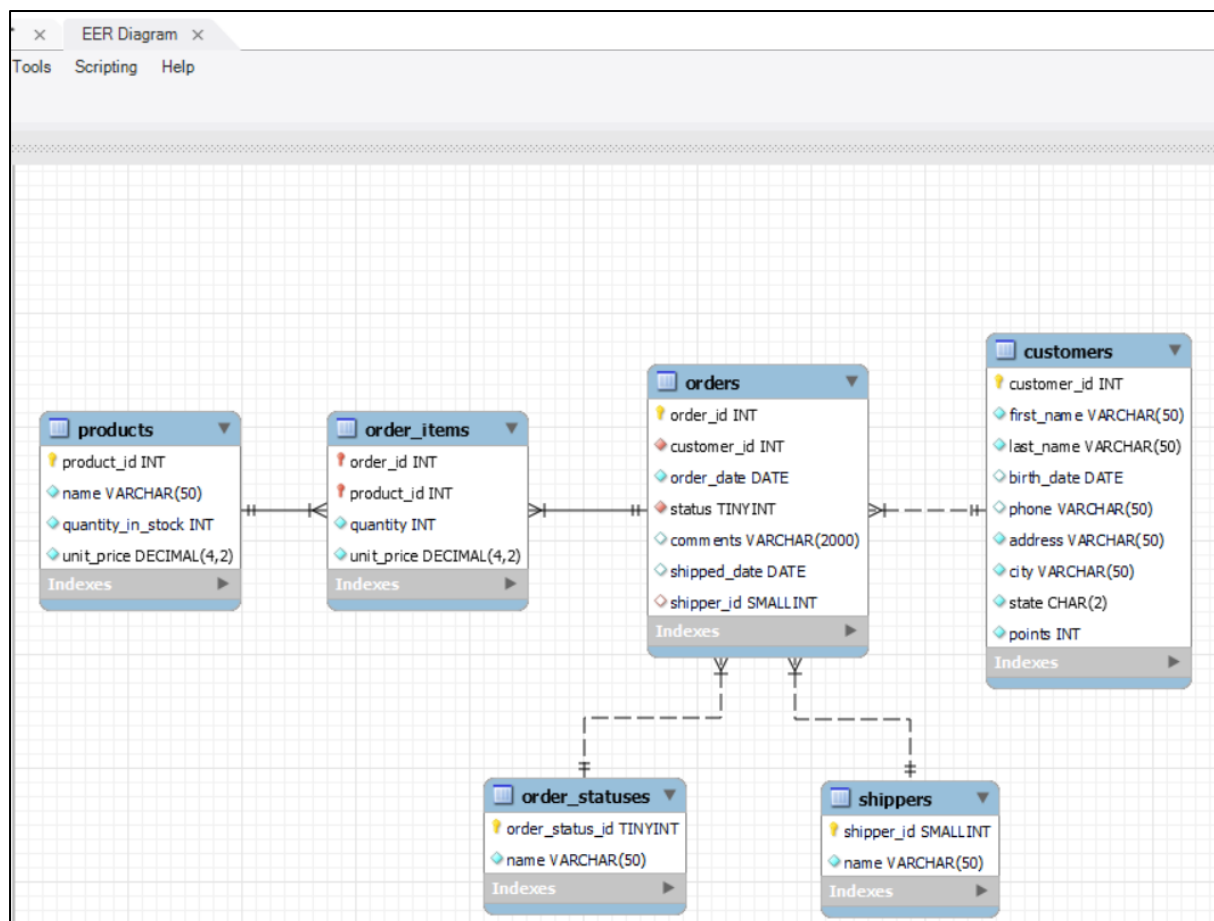 EER Diagram
Tools Scripting Help
products
product_id INT
name VARCHAR(50)
quantity_in_stock INT
unit_price DECIMAL(4,2)
Indexes
order_items
order_id INT
product_id INT
quantity INT
unit_price DECIMAL(4,2)
Indexes
orders
order_id INT
customer_id INT
order_date DATE
status TINYINT
comments VARCHAR(2000)
shipped_date DATE
shipper_id SMALLINT
Indexes
customers
customer_id INT
first_name VARCHAR(50)
last_name VARCHAR(50)
birth_date DATE
phone VARCHAR(50)
address VARCHAR(50)
city VARCHAR(50)
state CHAR(2)
points INT
Indexes
order_statuses
order_status_id TINYINT
name VARCHAR(50)
Indexes
shippers
shipper_id SMALLINT
name VARCHAR(50)
Indexes